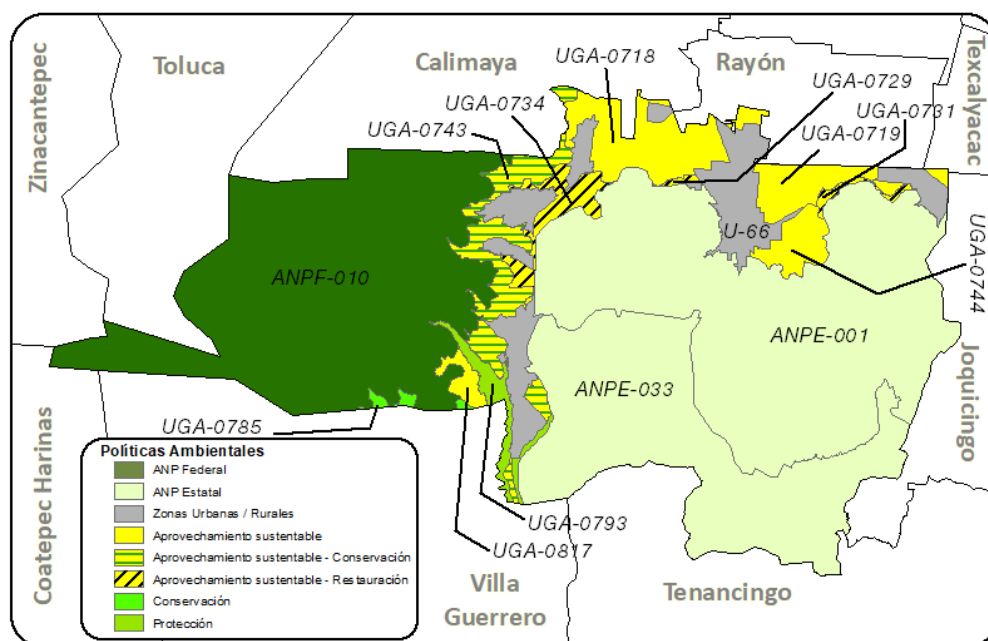 Zinacantepec
Toluca
Calimaya
UGA-0718
Rayón
Texcalyacac
UGA-0734
UGA-0729
UGA-0743
UGA-0731
UGA-0719
U-66
UGA-0744
ANPF-010
ANPE-001
ANPE-033
Joquicingo
UGA-0785
Coatepec Harinas
Políticas Ambientales
ANP Federal
ANP Estatal
Zonas Urbanas / Rurales
Aprovechamiento sustentable
Aprovechamiento sustentable - Conservación
Aprovechamiento sustentable - Restauración
Conservación
Protección
UGA-0793
UGA-0817
Villa
Guerrero
Tenancingo